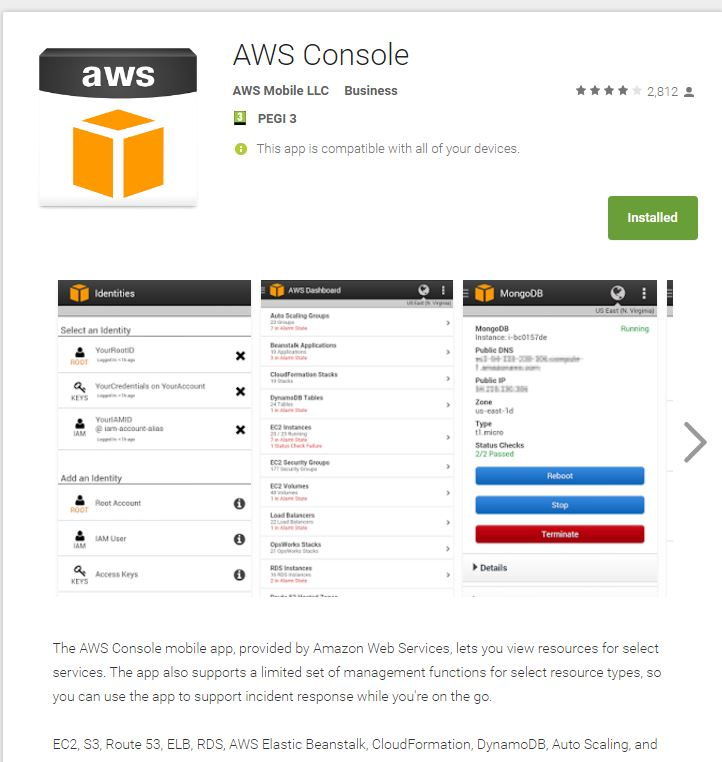 aws
AWS Console
AWS Mobile LLC Business
2,812
3 PEGI 3
This app is compatible with all of your devices.
Installed
Identities
Select an Identity
YourRootID
Logged in: < 1h ago
ROOT
YourCredentials on YourAccount
Logged in: < 1h ago
KEYS
YourIAMID
@ iam-account-alias
Logged in: < 1h ago
IAM
Add an Identity
Root Account
ROOT
IAM User
IAM
Access Keys
KEYS
AWS Dashboard
US East (N. Virginia)
Auto Scaling Groups
22 Groups
7 in Alarm State
Beanstalk Applications
19 Applications
3 in Alarm State
CloudFormation Stacks
19 Stacks
DynamoDB Tables
24 Tables
1 in Alarm State
EC2 Instances
23 / 25 Running
7 in Alarm State
1 Status Check Failure
EC2 Security Groups
177 Security Groups
EC2 Volumes
48 Volumes
1 in Alarm State
Load Balancers
22 Load Balancers
1 in Alarm State
OpsWorks Stacks
21 OpsWorks Stacks
RDS Instances
16 RDS Instances
2 in Alarm State
Route 53 Hosted Zones
MongoDB
US East (N. Virginia)
MongoDB
Running
Instance: i-bc0157de
Public DNS
Public IP
Zone
us-east-1d
Type
t1.micro
Status Checks
2/2 Passed
Reboot
Stop
Terminate
Details
The AWS Console mobile app, provided by Amazon Web Services, lets you view resources for select
services. The app also supports a limited set of management functions for select resource types, so
you can use the app to support incident response while you're on the go.
EC2, S3, Route 53, ELB, RDS, AWS Elastic Beanstalk, CloudFormation, DynamoDB, Auto Scaling, and